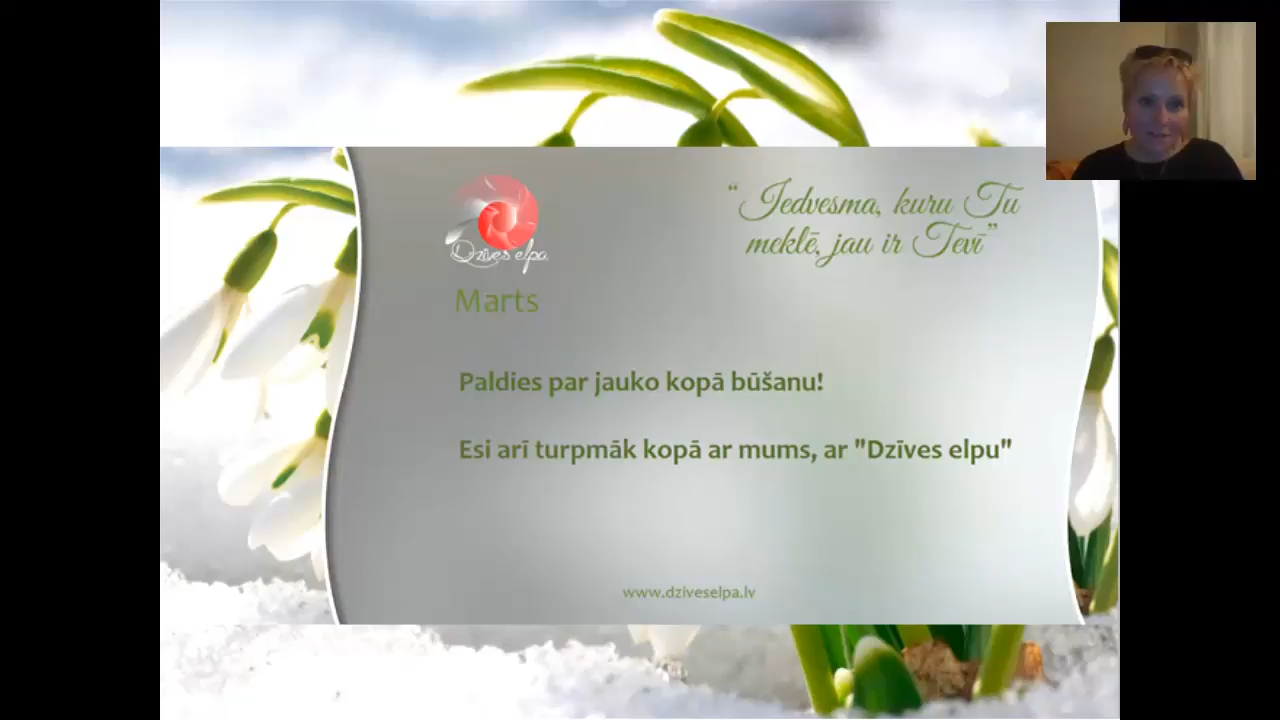 Dzīves elpa
“Iedvesma, kuru Tu
meklē, jau ir Tevī”
Marts
Paldies par jauko kopā būšanu!
Esi arī turpmāk kopā ar mums, ar "Dzīves elpu"
www.dziveselpa.lv